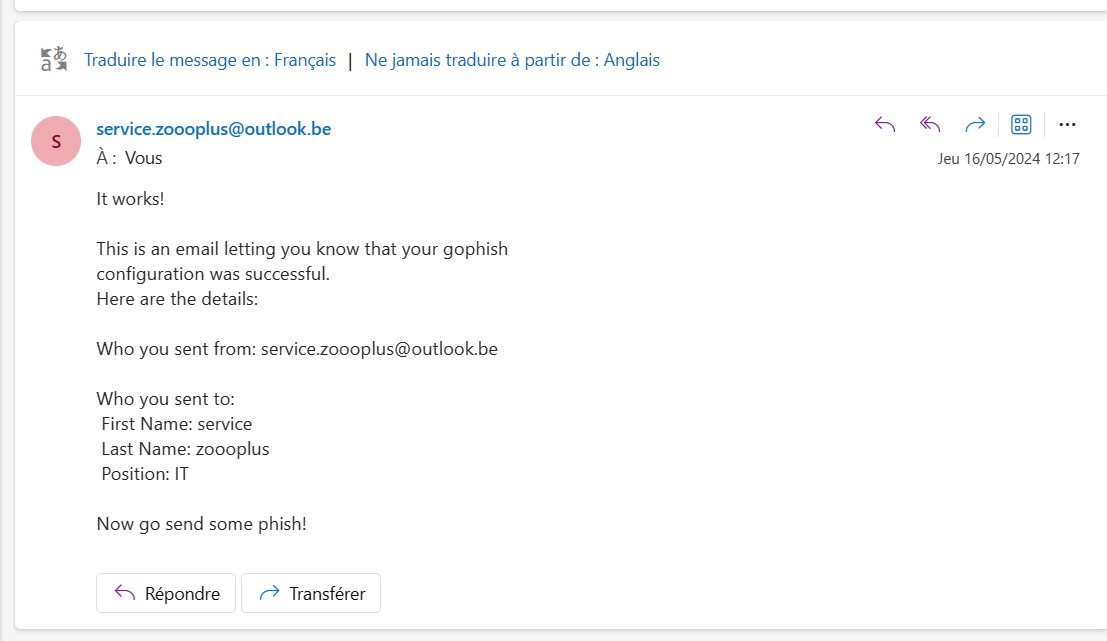 Traduire le message en : Français | Ne jamais traduire à partir de : Anglais
S
service.zoooplus@outlook.be
À : Vous
Jeu 16/05/2024 12:17
It works!
This is an email letting you know that your gophish
configuration was successful.
Here are the details:
Who you sent from: service.zoooplus@outlook.be
Who you sent to:
First Name: service
Last Name: zoooplus
Position: IT
Now go send some phish!
Répondre
Transférer